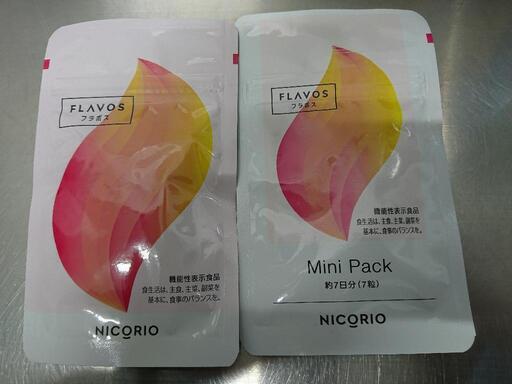 FLAVOS
フラボス
機能性表示食品
食生活は、主食、主菜、副菜を
基本に、食事のバランスを。
NICORIO
FLAVOS
フラボス
機能性表示食品
食生活は、主食、主菜、副菜を
基本に、食事のバランスを。
Mini Pack
約7日分(7粒)
NICORIO